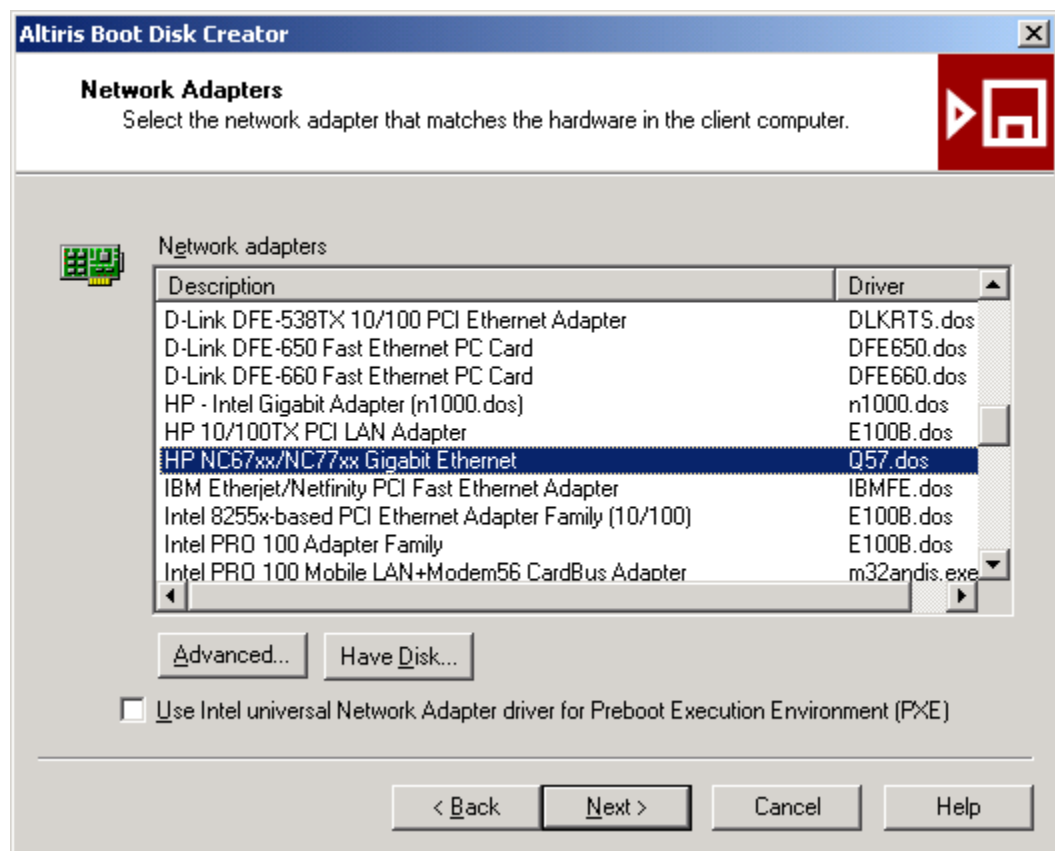 Altiris Boot Disk Creator
Network Adapters
Select the network adapter that matches the hardware in the client computer.
Network adapters
Description Driver
D-Link DFE-538TX 10/100 PCI Ethernet Adapter DLKRTS.dos
D-Link DFE-650 Fast Ethernet PC Card DFE650.dos
D-Link DFE-660 Fast Ethernet PC Card DFE660.dos
HP - Intel Gigabit Adapter (n1000.dos) n1000.dos
HP 10/100TX PCI LAN Adapter E100B.dos
HP NC67xx/NC77xx Gigabit Ethernet Q57.dos
IBM Etherjet/Netfinity PCI Fast Ethernet Adapter IBMFE.dos
Intel 8255x-based PCI Ethernet Adapter Family (10/100) E100B.dos
Intel PRO 100 Adapter Family E100B.dos
Intel PRO 100 Mobile LAN+Modem56 CardBus Adapter m32andis.exe
Advanced... Have Disk...
Use Intel universal Network Adapter driver for Preboot Execution Environment (PXE)
< Back Next > Cancel Help